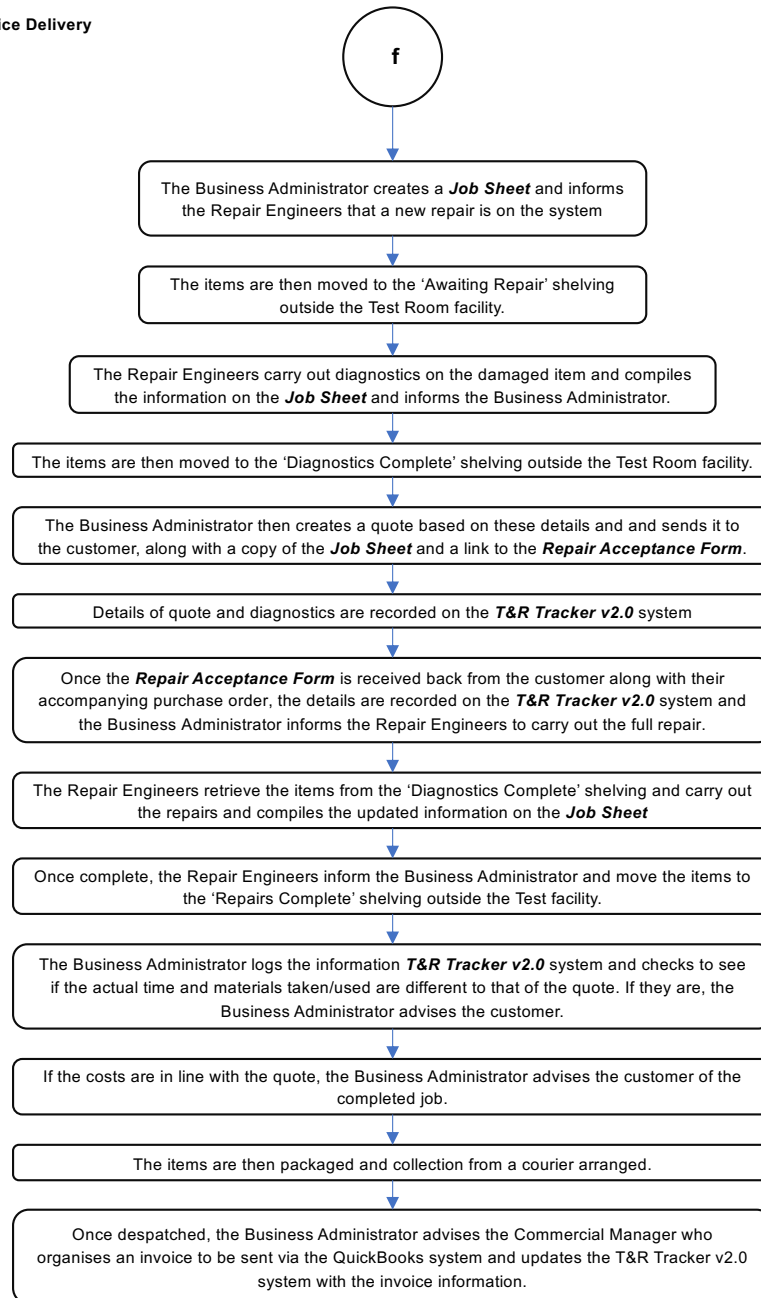 ice Delivery
f
The Business Administrator creates a Job Sheet and informs
the Repair Engineers that a new repair is on the system
The items are then moved to the ‘Awaiting Repair’ shelving
outside the Test Room facility.
The Repair Engineers carry out diagnostics on the damaged item and compiles
the information on the Job Sheet and informs the Business Administrator.
The items are then moved to the ‘Diagnostics Complete’ shelving outside the Test Room facility.
The Business Administrator then creates a quote based on these details and and sends it to
the customer, along with a copy of the Job Sheet and a link to the Repair Acceptance Form.
Details of quote and diagnostics are recorded on the T&R Tracker v2.0 system
Once the Repair Acceptance Form is received back from the customer along with their
accompanying purchase order, the details are recorded on the T&R Tracker v2.0 system and
the Business Administrator informs the Repair Engineers to carry out the full repair.
The Repair Engineers retrieve the items from the ‘Diagnostics Complete’ shelving and carry out
the repairs and compiles the updated information on the Job Sheet
Once complete, the Repair Engineers inform the Business Administrator and move the items to
the ‘Repairs Complete’ shelving outside the Test facility.
The Business Administrator logs the information T&R Tracker v2.0 system and checks to see
if the actual time and materials taken/used are different to that of the quote. If they are, the
Business Administrator advises the customer.
If the costs are in line with the quote, the Business Administrator advises the customer of the
completed job.
The items are then packaged and collection from a courier arranged.
Once despatched, the Business Administrator advises the Commercial Manager who
organises an invoice to be sent via the QuickBooks system and updates the T&R Tracker v2.0
system with the invoice information.